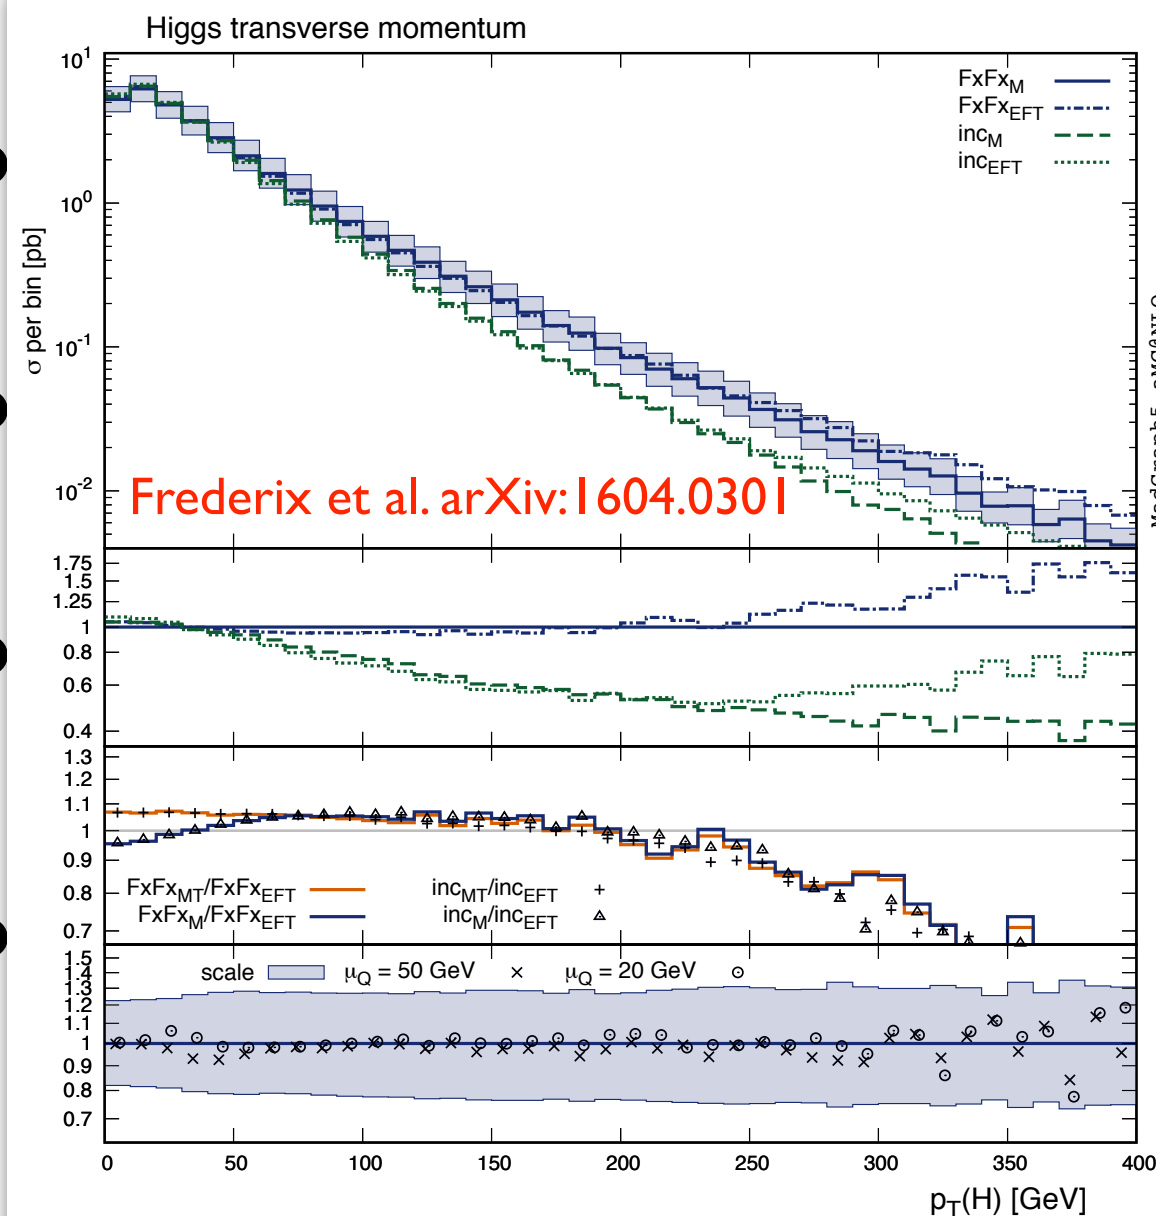 Higgs transverse momentum
10^1
10^0
10^-1
10^-2
σ per bin [pb]
FxFx_M
FxFx_EFT
inc_M
inc_EFT
Frederix et al. arXiv:1604.0301
1.75
1.5
1.25
1
0.8
0.6
0.4
1.3
1.2
1.1
1
0.9
0.8
0.7
FxFx_MT/FxFx_EFT
inc_MT/inc_EFT
FxFx_M/FxFx_EFT
inc_M/inc_EFT
1.5
1.4
1.3
1.2
1.1
1
0.9
0.8
0.7
scale
μ_Q = 50 GeV
μ_Q = 20 GeV
0 50 100 150 200 250 300 350 400
p_T(H) [GeV]